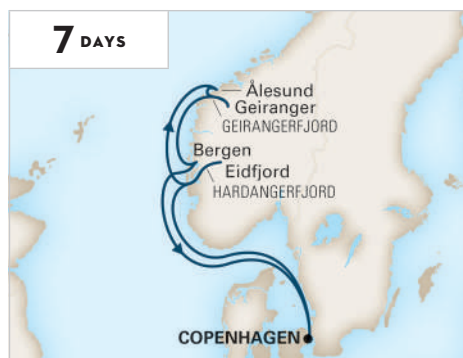 7 DAYS
Ålesund
Geiranger
GEIRANGERFJORD
Bergen
Eidfjord
HARDANGERFJORD
COPENHAGEN